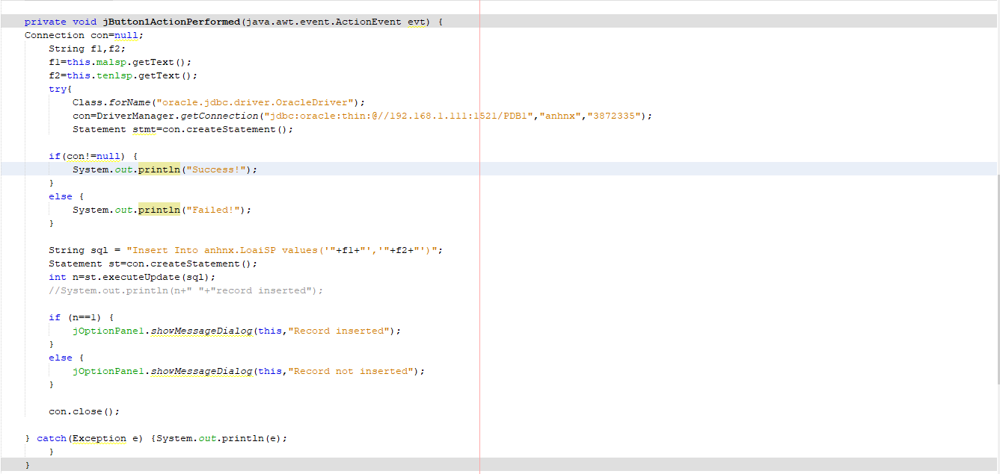 private void jButton1ActionPerformed(java.awt.event.ActionEvent evt) {
Connection con=null;
String f1,f2;
f1=this.malsp.getText();
f2=this.tenlsp.getText();
try{
Class.forName("oracle.jdbc.driver.OracleDriver");
con=DriverManager.getConnection("jdbc:oracle:thin:@//192.168.1.111:1521/PDB1","anhnx","3872335");
Statement stmt=con.createStatement();
if(con!=null) {
System.out.println("Success!");
}
else {
System.out.println("Failed!");
}
String sql = "Insert Into anhnx.LoaiSP values('"+f1+"','"+f2+"')";
Statement st=con.createStatement();
int n=st.executeUpdate(sql);
//System.out.println(n+" "+"record inserted");
if (n==1) {
jOptionPane1.showMessageDialog(this,"Record inserted");
}
else {
jOptionPane1.showMessageDialog(this,"Record not inserted");
}
con.close();
} catch(Exception e) {System.out.println(e);
}
}